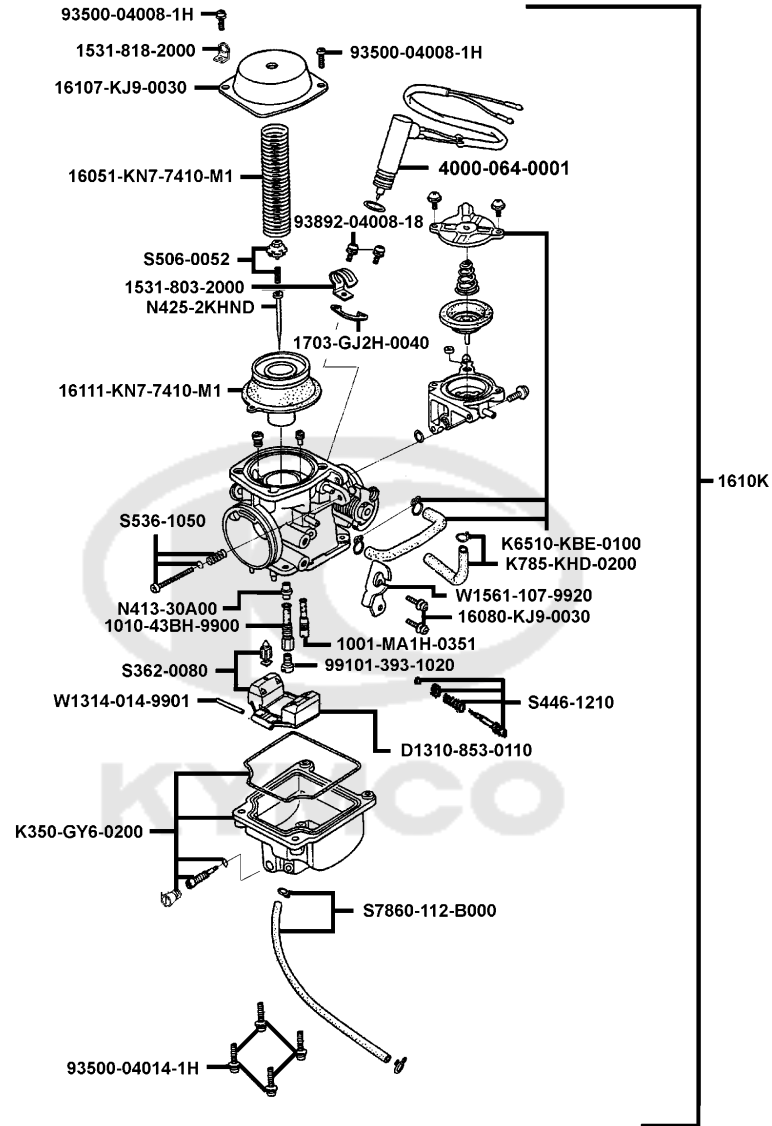 93500-04008-1H
1531-818-2000
93500-04008-1H
16107-KJ9-0030
4000-064-0001
16051-KN7-7410-M1
93892-04008-18
S506-0052
1531-803-2000
N425-2KHND
1703-GJ2H-0040
16111-KN7-7410-M1
1610K
S536-1050
K6510-KBE-0100
K785-KHD-0200
W1561-107-9920
N413-30A00
16080-KJ9-0030
1010-43BH-9900
1001-MA1H-0351
99101-393-1020
S362-0080
W1314-014-9901
S446-1210
D1310-853-0110
KYMCO
K350-GY6-0200
S7860-112-B000
93500-04014-1H